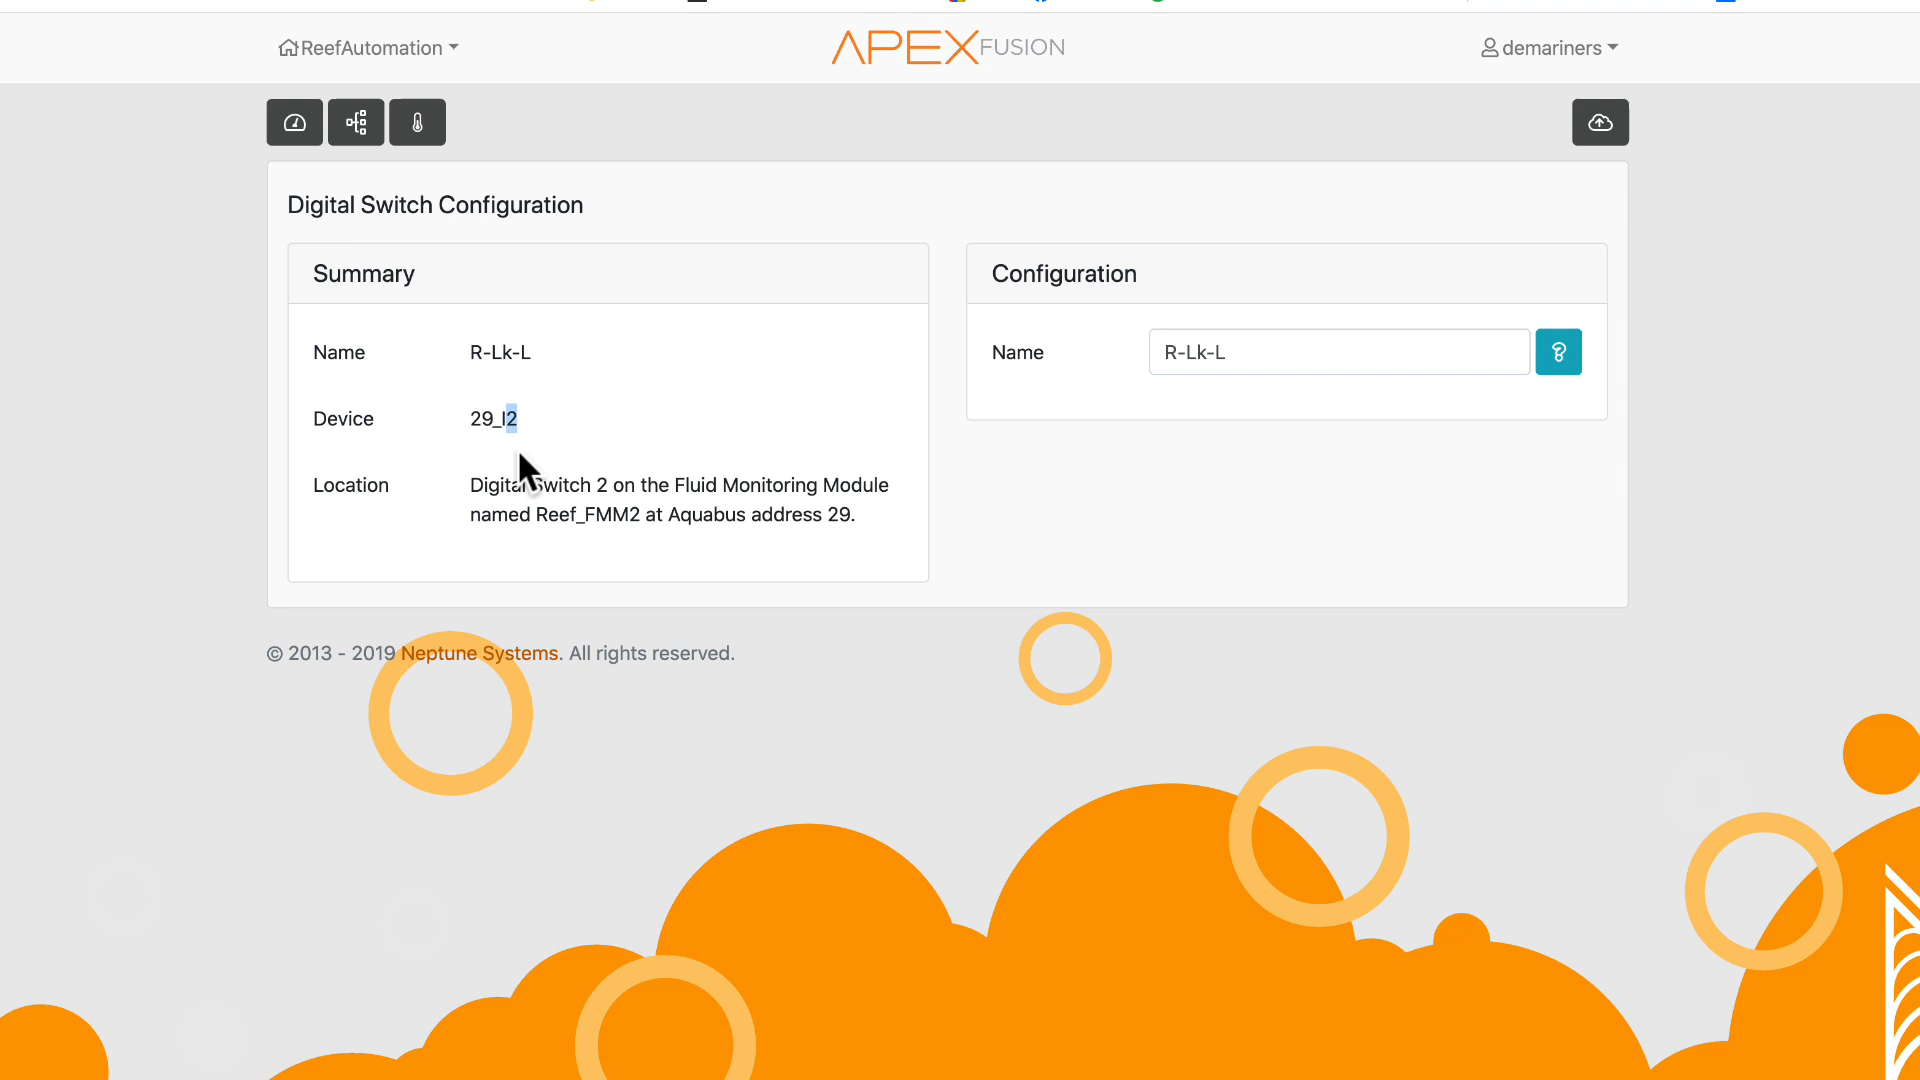 ReefAutomation
APEX FUSION
demariners
Digital Switch Configuration
Summary
Name R-Lk-L
Device 29_I2
Location Digital Switch 2 on the Fluid Monitoring Module
named Reef_FMM2 at Aquabus address 29.
Configuration
Name R-Lk-L
© 2013 - 2019 Neptune Systems. All rights reserved.